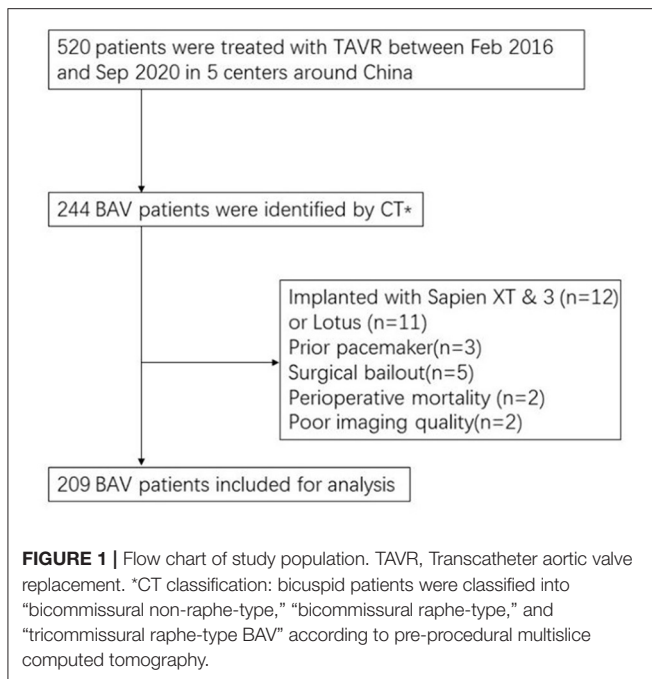 520 patients were treated with TAVR between Feb 2016
and Sep 2020 in 5 centers around China
244 BAV patients were identified by CT*
Implanted with Sapien XT & 3 (n=12)
or Lotus (n=11)
Prior pacemaker(n=3)
Surgical bailout(n=5)
Perioperative mortality (n=2)
Poor imaging quality(n=2)
209 BAV patients included for analysis
FIGURE 1 | Flow chart of study population. TAVR, Transcatheter aortic valve
replacement. *CT classification: bicuspid patients were classified into
“bicommissural non-raphe-type,” “bicommissural raphe-type,” and
“tricommissural raphe-type BAV” according to pre-procedural multislice
computed tomography.